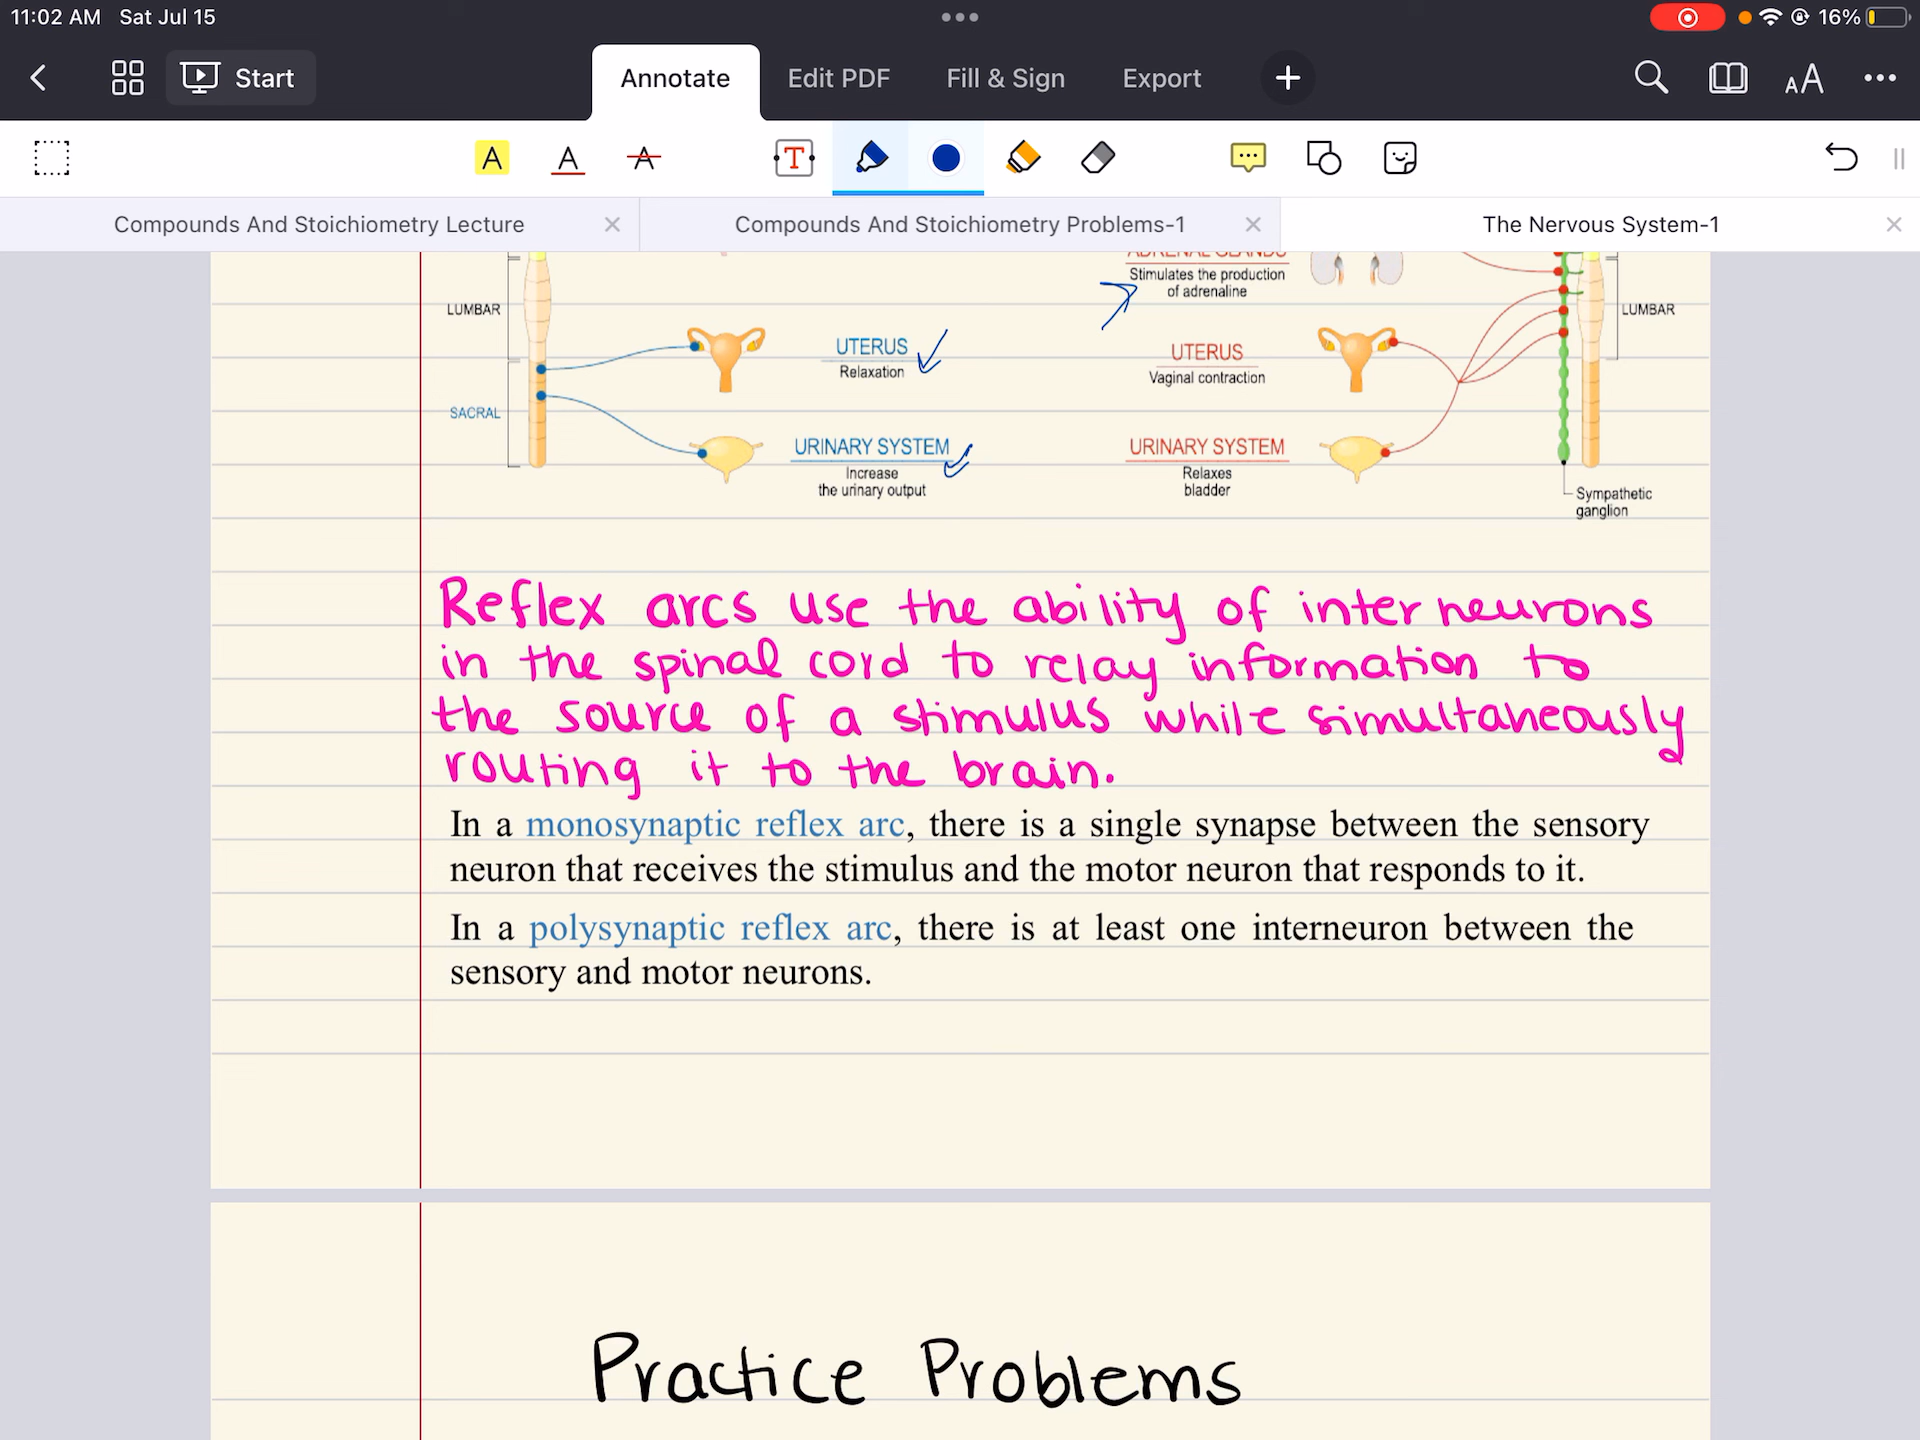 11:02 AM Sat Jul 15
16%
Start
Annotate
Edit PDF
Fill & Sign
Export
Compounds And Stoichiometry Lecture
Compounds And Stoichiometry Problems-1
The Nervous System-1
LUMBAR
UTERUS
Relaxation
SACRAL
URINARY SYSTEM
Increase
the urinary output
ADRENAL GLANDS
Stimulates the production
of adrenaline
LUMBAR
UTERUS
Vaginal contraction
URINARY SYSTEM
Relaxes
bladder
Sympathetic
ganglion
Reflex arcs use the ability of interneurons
in the spinal cord to relay information to
the source of a stimulus while simultaneously
routing it to the brain.
In a monosynaptic reflex arc, there is a single synapse between the sensory
neuron that receives the stimulus and the motor neuron that responds to it.
In a polysynaptic reflex arc, there is at least one interneuron between the
sensory and motor neurons.
Practice Problems